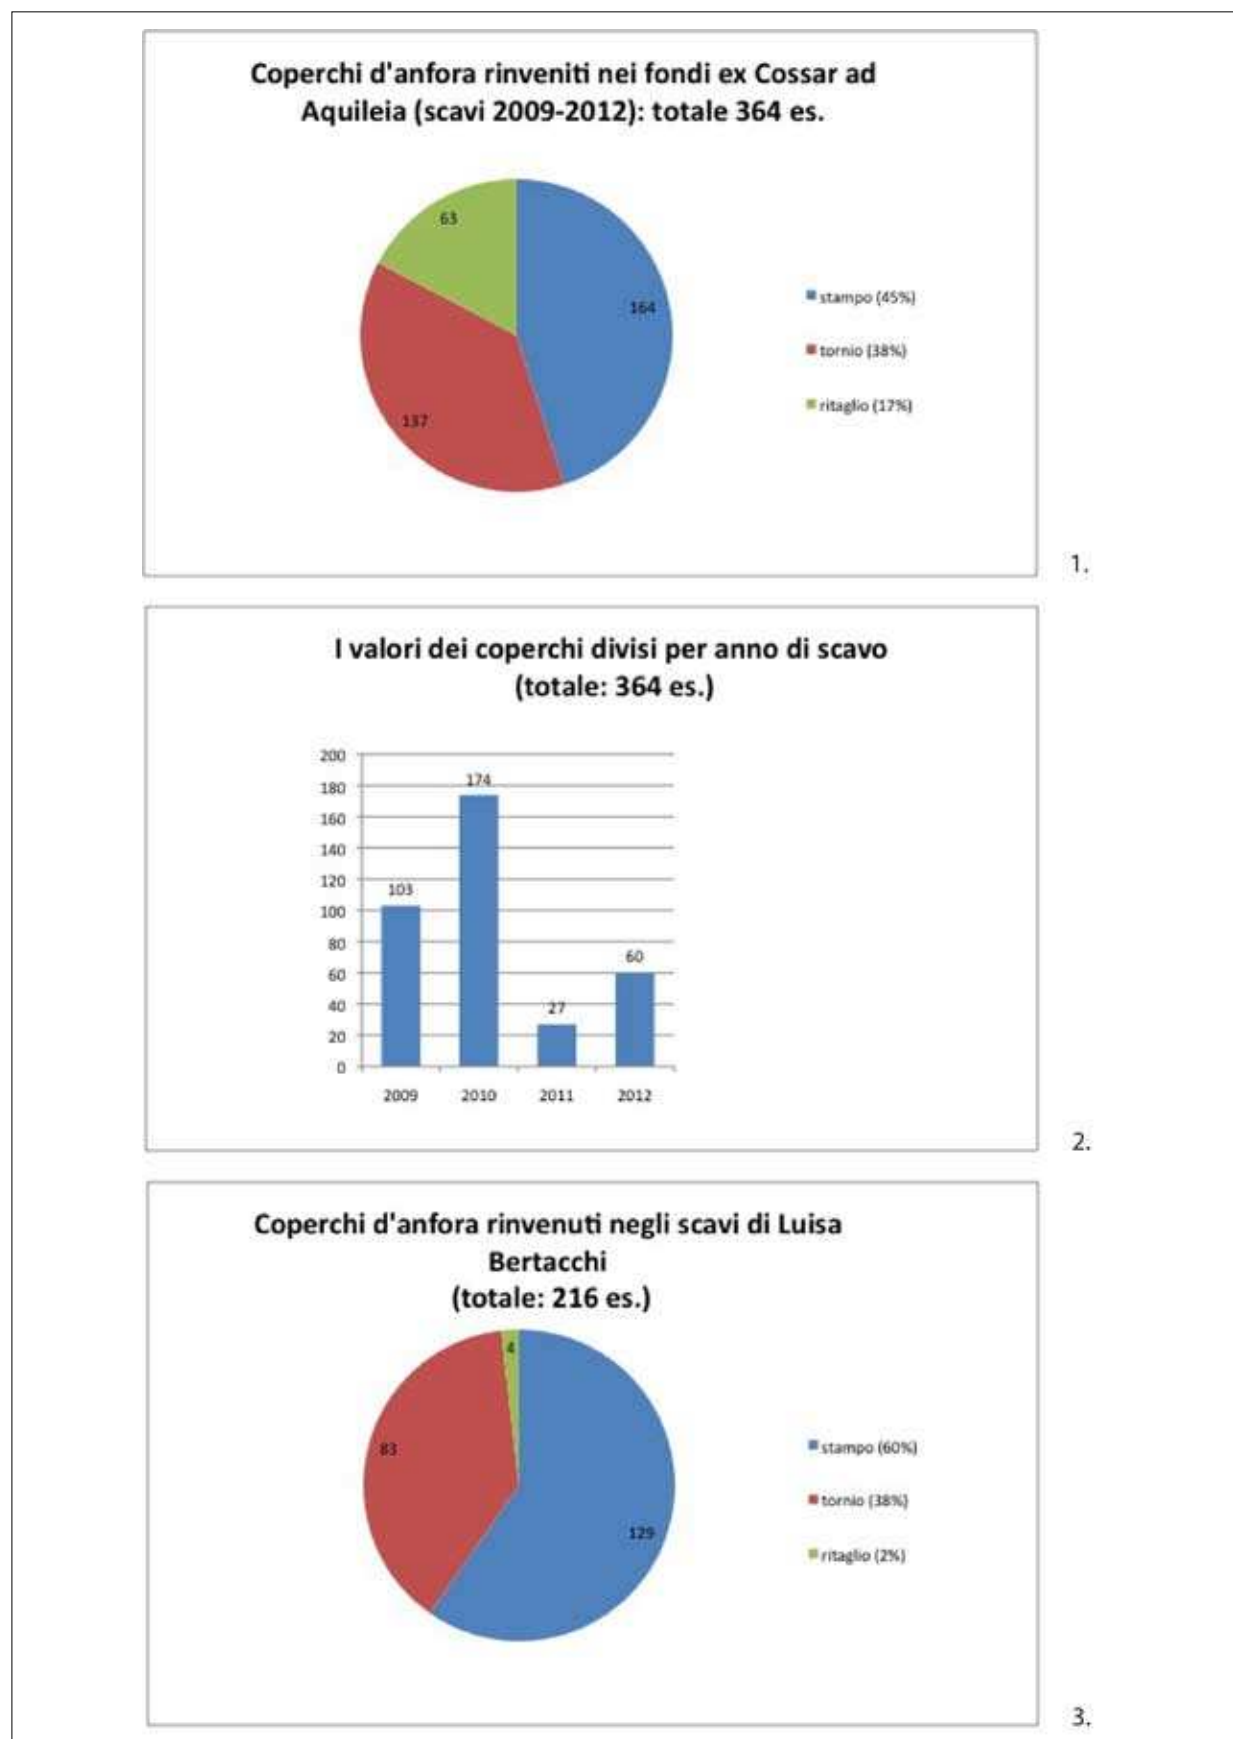 Coperchi d'anfora rinveniti nei fondi ex Cossar ad
Aquileia (scavi 2009-2012): totale 364 es.
63
164
137
stampo (45%)
tornio (38%)
ritaglio (17%)
1.
I valori dei coperchi divisi per anno di scavo
(totale: 364 es.)
200
180
160
140
120
100
80
60
40
20
0
103
174
27
60
2009
2010
2011
2012
2.
Coperchi d'anfora rinvenuti negli scavi di Luisa
Bertacchi
(totale: 216 es.)
4
83
129
stampo (60%)
tornio (38%)
ritaglio (2%)
3.